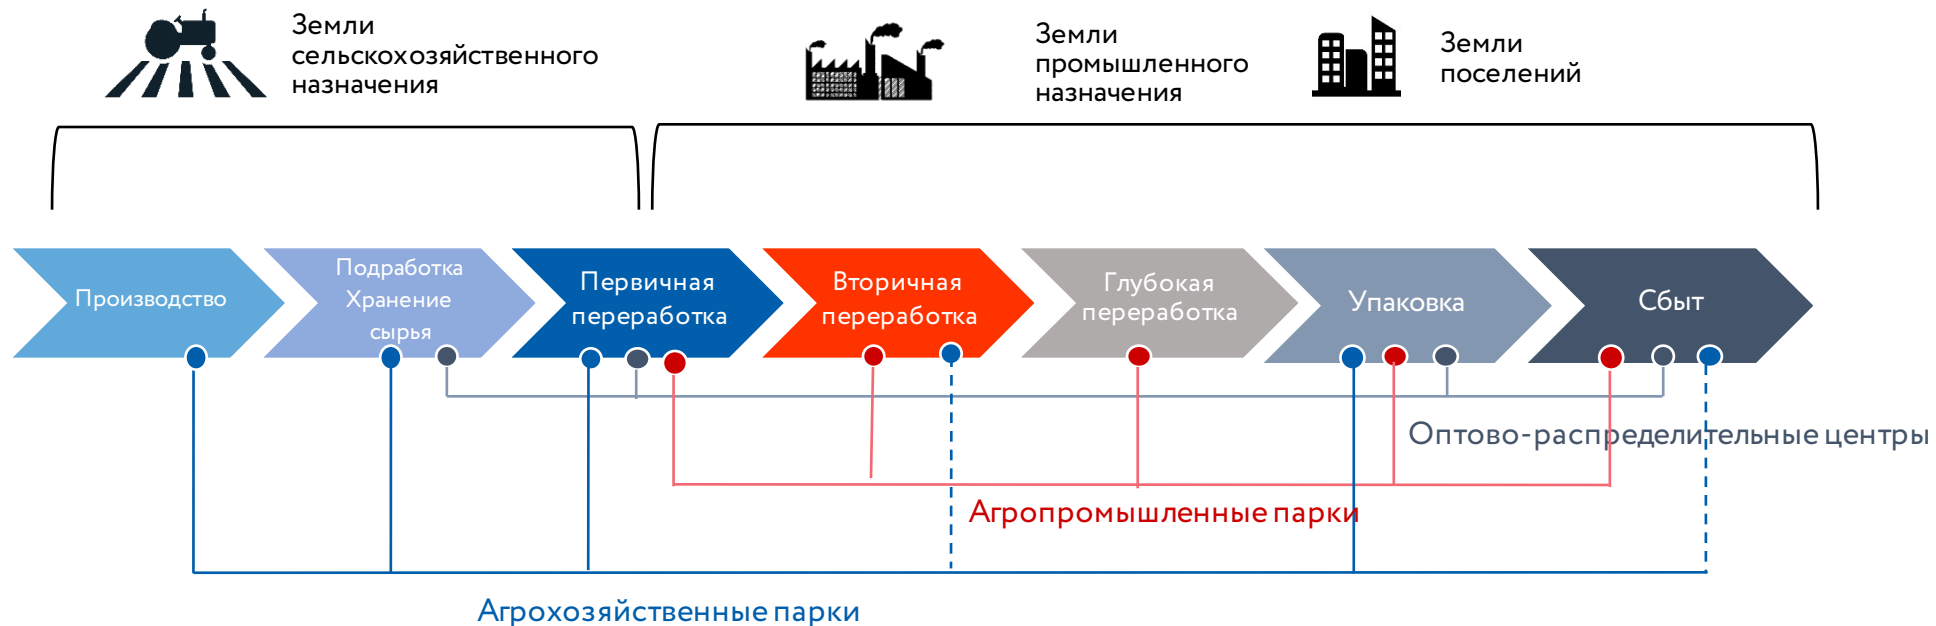 Земли
сельскохозяйственного
назначения
Земли
промышленного
назначения
Земли
поселений
Производство
Подработка
Хранение
сырья
Первичная
переработка
Вторичная
переработка
Глубокая
переработка
Упаковка
Сбыт
Оптово-распределительные центры
Агропромышленные парки
Агрохозяйственные парки